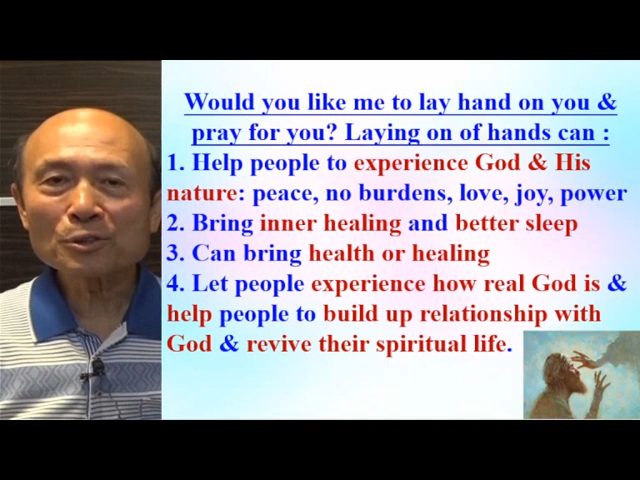 Would you like me to lay hand on you &
pray for you? Laying on of hands can :
1. Help people to experience God & His
nature: peace, no burdens, love, joy, power
2. Bring inner healing and better sleep
3. Can bring health or healing
4. Let people experience how real God is &
help people to build up relationship with
God & revive their spiritual life.